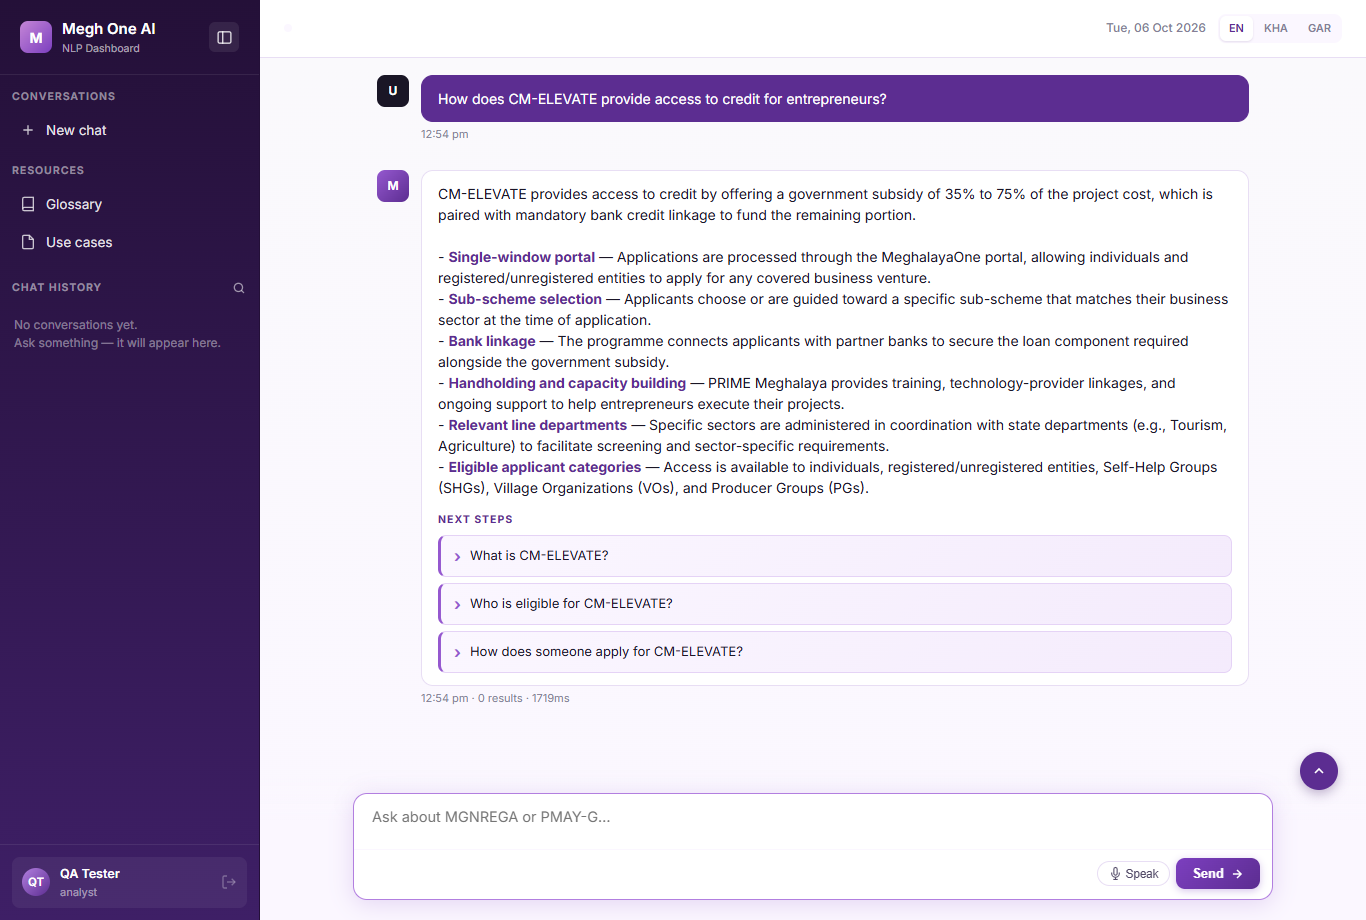 M
Megh One AI
NLP Dashboard
CONVERSATIONS
+ New chat
RESOURCES
Glossary
Use cases
CHAT HISTORY
No conversations yet.
Ask something — it will appear here.
QT
QA Tester
analyst
Tue, 06 Oct 2026
EN
KHA
GAR
U
How does CM-ELEVATE provide access to credit for entrepreneurs?
12:54 pm
M
CM-ELEVATE provides access to credit by offering a government subsidy of 35% to 75% of the project cost, which is
paired with mandatory bank credit linkage to fund the remaining portion.
- Single-window portal — Applications are processed through the MeghalayaOne portal, allowing individuals and
registered/unregistered entities to apply for any covered business venture.
- Sub-scheme selection — Applicants choose or are guided toward a specific sub-scheme that matches their business
sector at the time of application.
- Bank linkage — The programme connects applicants with partner banks to secure the loan component required
alongside the government subsidy.
- Handholding and capacity building — PRIME Meghalaya provides training, technology-provider linkages, and
ongoing support to help entrepreneurs execute their projects.
- Relevant line departments — Specific sectors are administered in coordination with state departments (e.g., Tourism,
Agriculture) to facilitate screening and sector-specific requirements.
- Eligible applicant categories — Access is available to individuals, registered/unregistered entities, Self-Help Groups
(SHGs), Village Organizations (VOs), and Producer Groups (PGs).
NEXT STEPS
› What is CM-ELEVATE?
› Who is eligible for CM-ELEVATE?
› How does someone apply for CM-ELEVATE?
12:54 pm · 0 results · 1719ms
Ask about MGNREGA or PMAY-G...
Speak
Send →